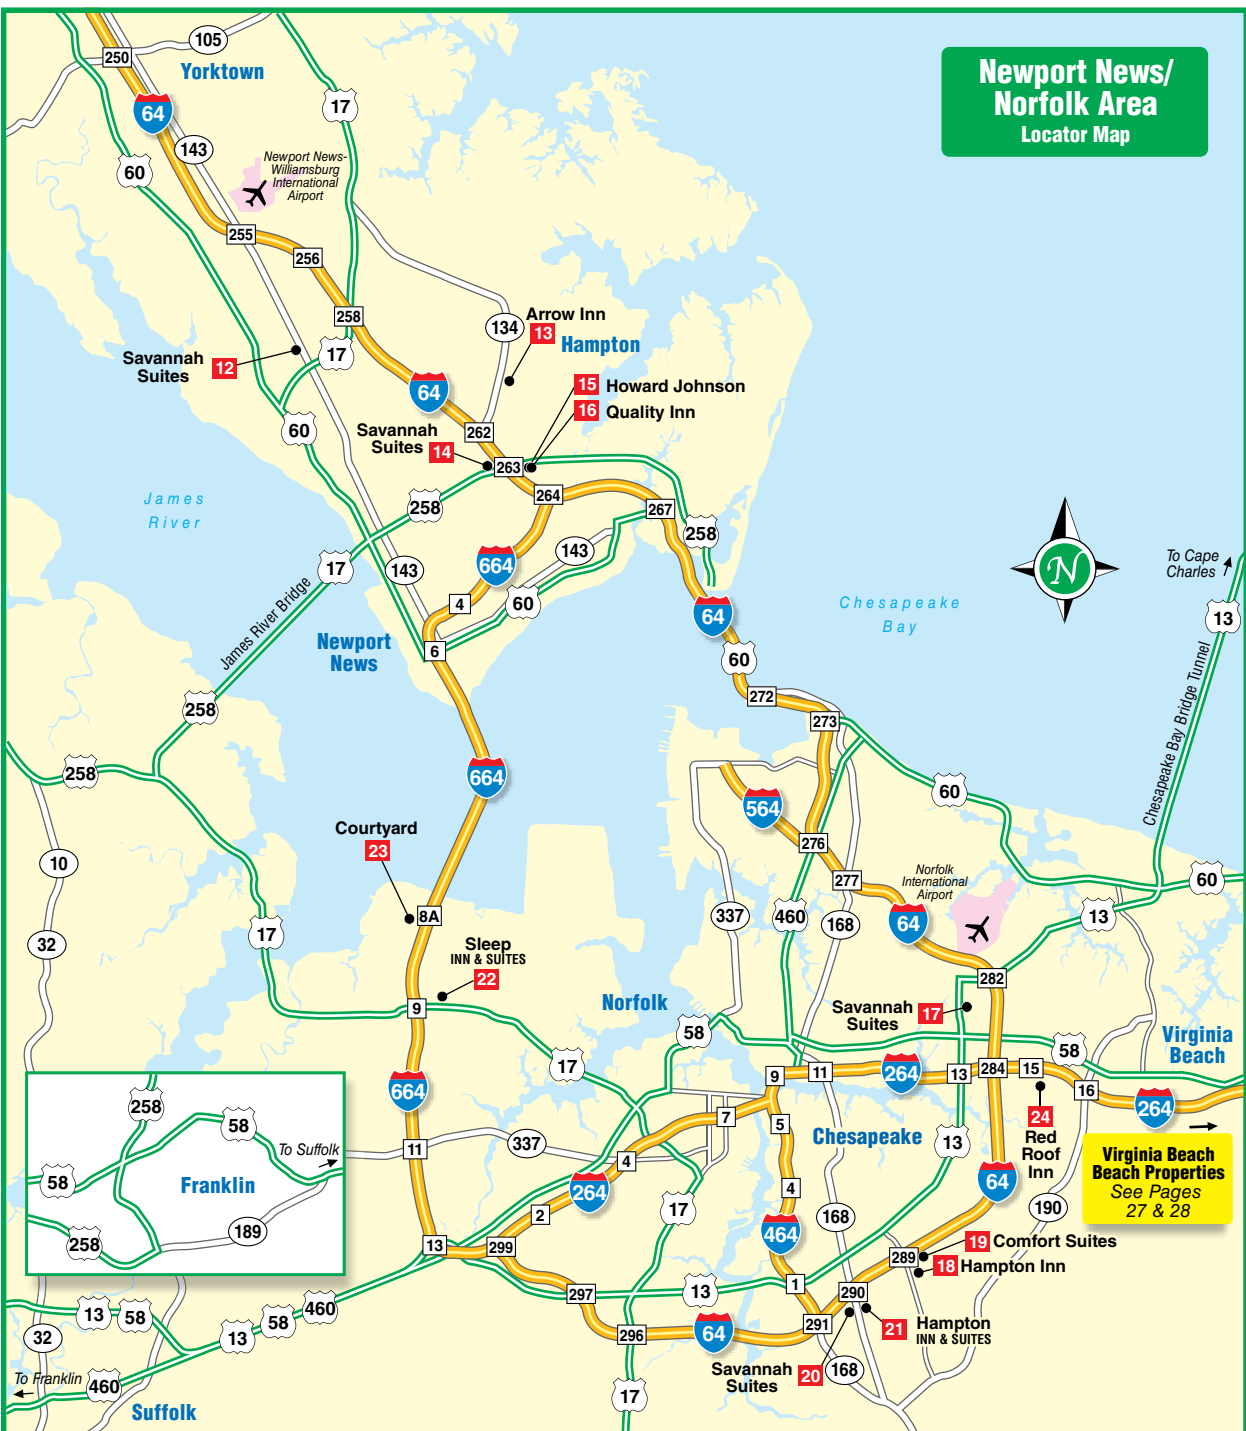 Newport News/
Norfolk Area
Locator Map
105
250
Yorktown
64
17
143
60
Newport News-
Wiliamsburg
International
Airport
255
256
258
134
Arrow Inn
13
Hampton
17
Savannah
Suites
12
64
15 Howard Johnson
16 Quality Inn
60
262
Savannah
Suites 14
263
264
258
267
258
James
River
17
143
664
143
4
60
64
James River Bridge
Newport
News
6
60
N
To Cape
Charles
13
Chesapeake
Bay
Chesapeake Bay Bridge Tunnel
258
272
273
258
664
564
60
Courtyard
23
276
10
277
Norfolk
International
Airport
60
8A
337
460
168
64
13
32
17
Sleep
INN & SUITES
22
282
9
Norfolk
Savannah
Suites
17
58
58
Virginia
Beach
17
9
11
264
13
284
15
16
264
664
24
Red
Roof
Inn
258
58
To Suffolk
7
5
Chesapeake
13
Virginia Beach
Beach Properties
See Pages
27 & 28
11
337
4
58
Franklin
264
4
64
190
189
2
17
464
168
258
13
299
289
19 Comfort Suites
18 Hampton Inn
297
13
1
290
21 Hampton
INN & SUITES
13
58
13
58
460
32
296
64
291
To Franklin
460
Savannah
Suites
20
168
17
Suffolk